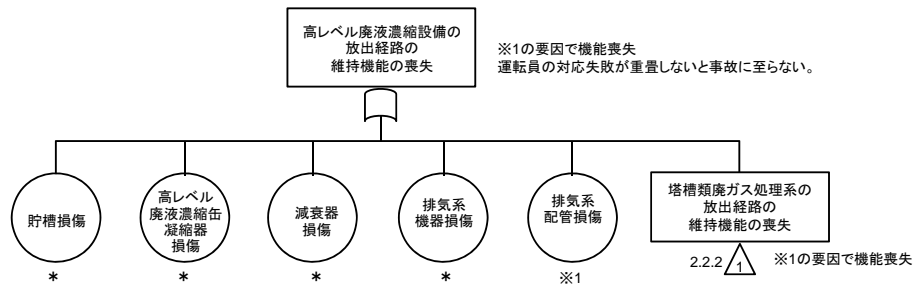 高レベル廃液濃縮設備の
放出経路の
維持機能の喪失
※1の要因で機能喪失
運転員の対応失敗が重畳しないと事故に至らない。
貯槽損傷
＊
高レベル
廃液濃縮缶
凝縮器
損傷
＊
減衰器
損傷
＊
排気系
機器損傷
＊
排気系
配管損傷
※1
塔槽類廃ガス処理系の
放出経路の
維持機能の喪失
2.2.2
1
※1の要因で機能喪失